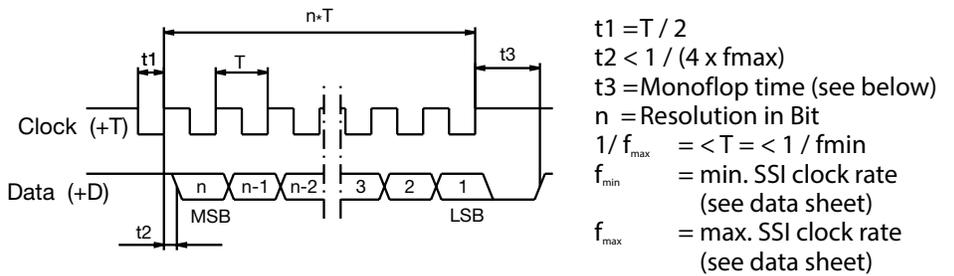 n*T
t1
T
t3
Clock (+T)
Data (+D)
n
n-1
n-2
3
2
1
MSB
LSB
t2
t1 =T / 2
t2 < 1 / (4 x fmax)
t3 =Monoflop time (see below)
n =Resolution in Bit
1/ fmax =<T=< 1 / fmin
fmin = min. SSI clock rate
(see data sheet)
fmax = max. SSI clock rate
(see data sheet)